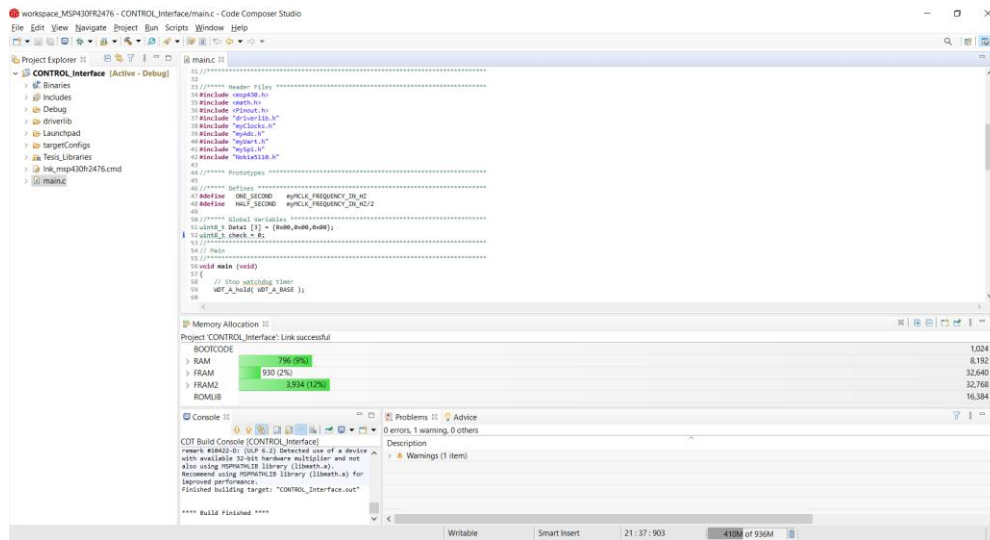 workspace_MSP430FR2476 - CONTROL_Interface/main.c - Code Composer Studio
File Edit View Navigate Project Run Scripts Window Help
Project Explorer
CONTROL_Interface [Active - Debug]
Binaries
Includes
Debug
driverlib
Launchpad
targetConfigs
Tesis_Libraries
lnk_msp430fr2476.cmd
main.c
main.c
31 //******************************************************************************
32
33 //***** Header Files ***********************************************************
34 #include <msp430.h>
35 #include <math.h>
36 #include <Pinout.h>
37 #include "driverlib.h"
38 #include "myClocks.h"
39 #include "myAdc.h"
40 #include "myUart.h"
41 #include "mySpi.h"
42 #include "Nokia5110.h"
43
44 //***** Prototypes *************************************************************
45
46 //***** Defines ****************************************************************
47 #define ONE_SECOND myMCLK_FREQUENCY_IN_HZ
48 #define HALF_SECOND myMCLK_FREQUENCY_IN_HZ/2
49
50 //***** Global Variables *******************************************************
51 uint8_t Data1 [3] = {0x00,0x00,0x00};
52 uint8_t check = 0;
53 //******************************************************************************
54 // Main
55 //******************************************************************************
56 void main (void)
57 {
58 // Stop watchdog timer
59 WDT_A_hold( WDT_A_BASE );
60
Memory Allocation
Project 'CONTROL_Interface': Link successful
BOOTCODE 1,024
RAM 796 (9%) 8,192
FRAM 930 (2%) 32,640
FRAM2 3,934 (12%) 32,768
ROMLIB 16,384
Console
CDT Build Console [CONTROL_Interface]
remark #10422-D: (ULP 6.2) Detected use of a device
with available 32-bit hardware multiplier and not
also using MSPMATHLIB library (libmath.a).
Recommend using MSPMATHLIB library (libmath.a) for
improved performance.
Finished building target: "CONTROL_Interface.out"
**** Build Finished ****
Problems Advice
0 errors, 1 warning, 0 others
Description
Warnings (1 item)
Writable Smart Insert 21 : 37 : 903 410M of 936M